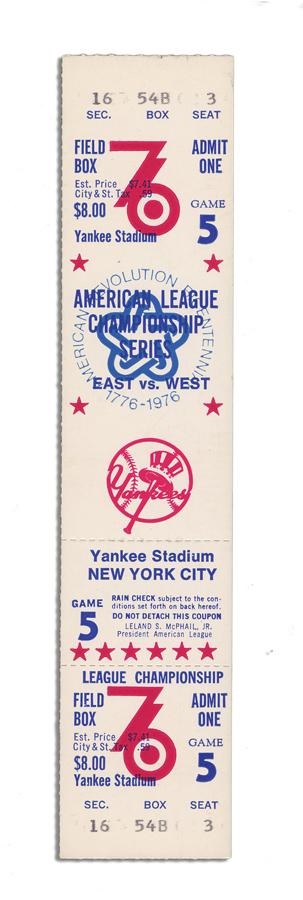 16 54B 3
SEC. BOX SEAT
FIELD BOX
76
ADMIT ONE
Est. Price $7.41
City & St. Tax .59
$8.00
GAME 5
Yankee Stadium
AMERICAN REVOLUTION BICENTENNIAL
1776-1976
AMERICAN LEAGUE
CHAMPIONSHIP
SERIES
EAST vs. WEST
Yankees
Yankee Stadium
NEW YORK CITY
GAME 5
RAIN CHECK subject to the con-
ditions set forth on back hereof.
DO NOT DETACH THIS COUPON
LELAND S. McPHAIL, JR.
President American League
LEAGUE CHAMPIONSHIP
FIELD BOX
76
ADMIT ONE
Est. Price $7.41
City & St. Tax .59
$8.00
GAME 5
Yankee Stadium
SEC. BOX SEAT
16 54B 3